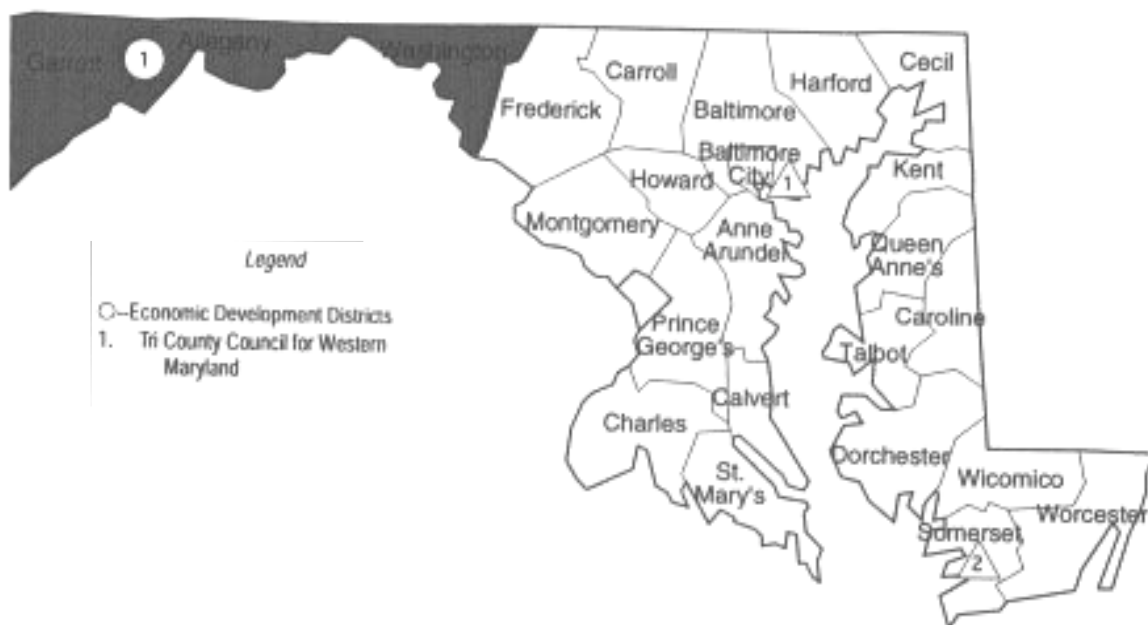 Garrett
1
Allegany
Washington
Frederick
Carroll
Baltimore
Harford
Cecil
Baltimore
City
1
Howard
Montgomery
Anne
Arundel
Kent
Queen
Anne's
Caroline
Talbot
Prince
George's
Calvert
Charles
St.
Mary's
Dorchester
Wicomico
Worcester
Somerset
2
Legend
○–Economic Development Districts
1. Tri County Council for Western
Maryland